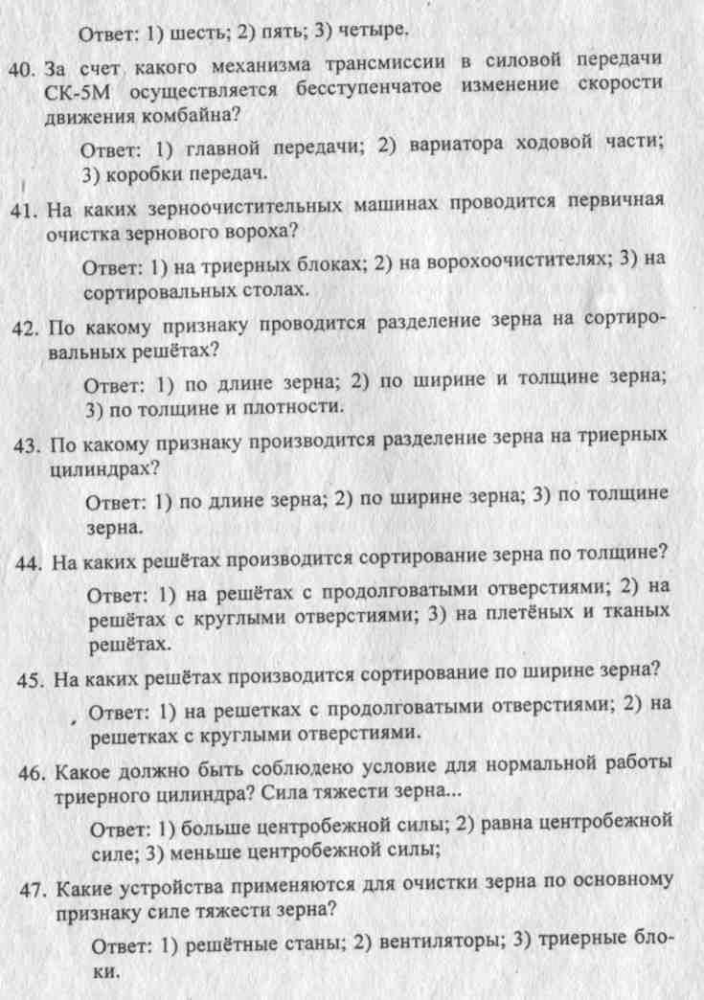 Ответ: 1) шесть; 2) пять; 3) четыре.
40. За счет какого механизма трансмиссии в силовой передачи
СК-5М осуществляется бесступенчатое изменение скорости
движения комбайна?
Ответ: 1) главной передачи; 2) вариатора ходовой части;
3) коробки передач.
41. На каких зерноочистительных машинах проводится первичная
очистка зернового вороха?
Ответ: 1) на триерных блоках; 2) на ворохоочистителях; 3) на
сортировальных столах.
42. По какому признаку проводится разделение зерна на сортиро-
вальных решётах?
Ответ: 1) по длине зерна; 2) по ширине и толщине зерна;
3) по толщине и плотности.
43. По какому признаку производится разделение зерна на триерных
цилиндрах?
Ответ: 1) по длине зерна; 2) по ширине зерна; 3) по толщине
зерна.
44. На каких решётах производится сортирование зерна по толщине?
Ответ: 1) на решётах с продолговатыми отверстиями; 2) на
решётах с круглыми отверстиями; 3) на плетёных и тканых
решётах.
45. На каких решётах производится сортирование по ширине зерна?
Ответ: 1) на решетках с продолговатыми отверстиями; 2) на
решетках с круглыми отверстиями.
46. Какое должно быть соблюдено условие для нормальной работы
триерного цилиндра? Сила тяжести зерна...
Ответ: 1) больше центробежной силы; 2) равна центробежной
силе; 3) меньше центробежной силы;
47. Какие устройства применяются для очистки зерна по основному
признаку силе тяжести зерна?
Ответ: 1) решётные станы; 2) вентиляторы; 3) триерные бло-
ки.